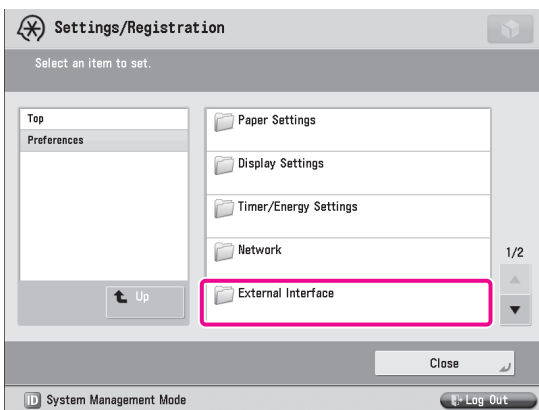 Settings/Registration
Select an item to set.
Top
Preferences
Up
Paper Settings
Display Settings
Timer/Energy Settings
Network
External Interface
1/2
Close
ID System Management Mode
Log Out